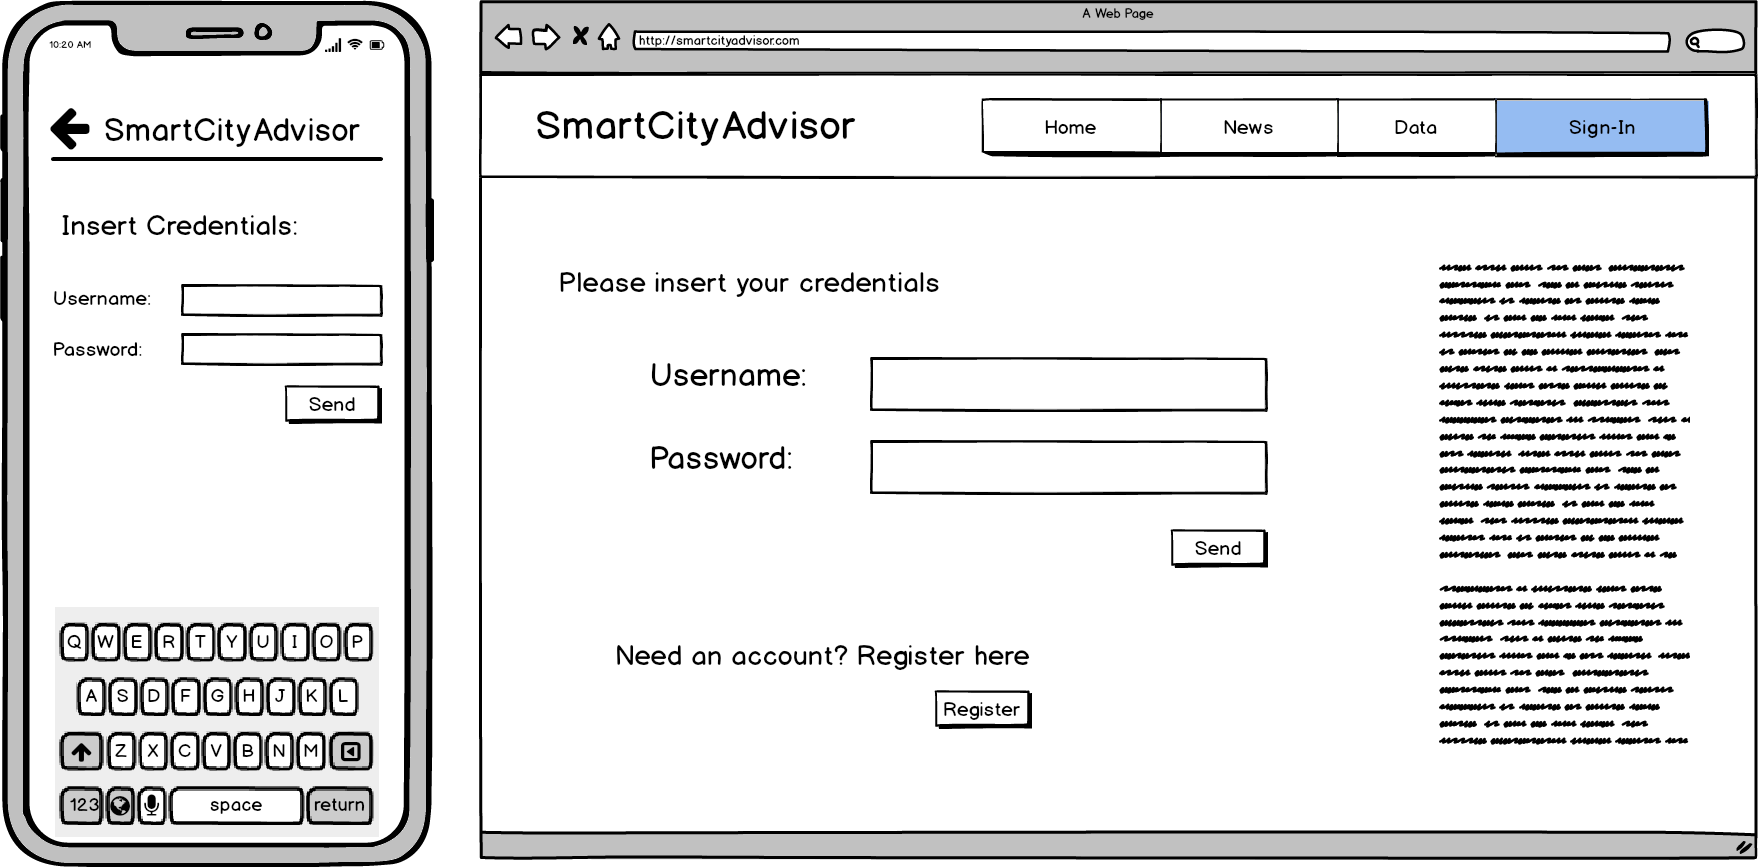 10:20 AM
SmartCityAdvisor
Insert Credentials:
Username:
Password:
Send
Q W E R T Y U I O P
A S D F G H J K L
Z X C V B N M
123 space return
A Web Page
http://smartcityadvisor.com
SmartCityAdvisor
Home News Data Sign-In
Please insert your credentials
Username:
Password:
Send
Need an account? Register here
Register